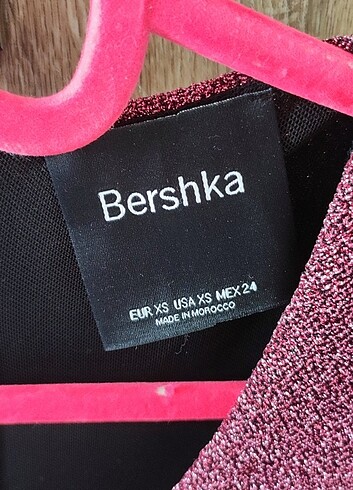 Bershka
EUR XS USA XS MEX 24
MADE IN MOROCCO